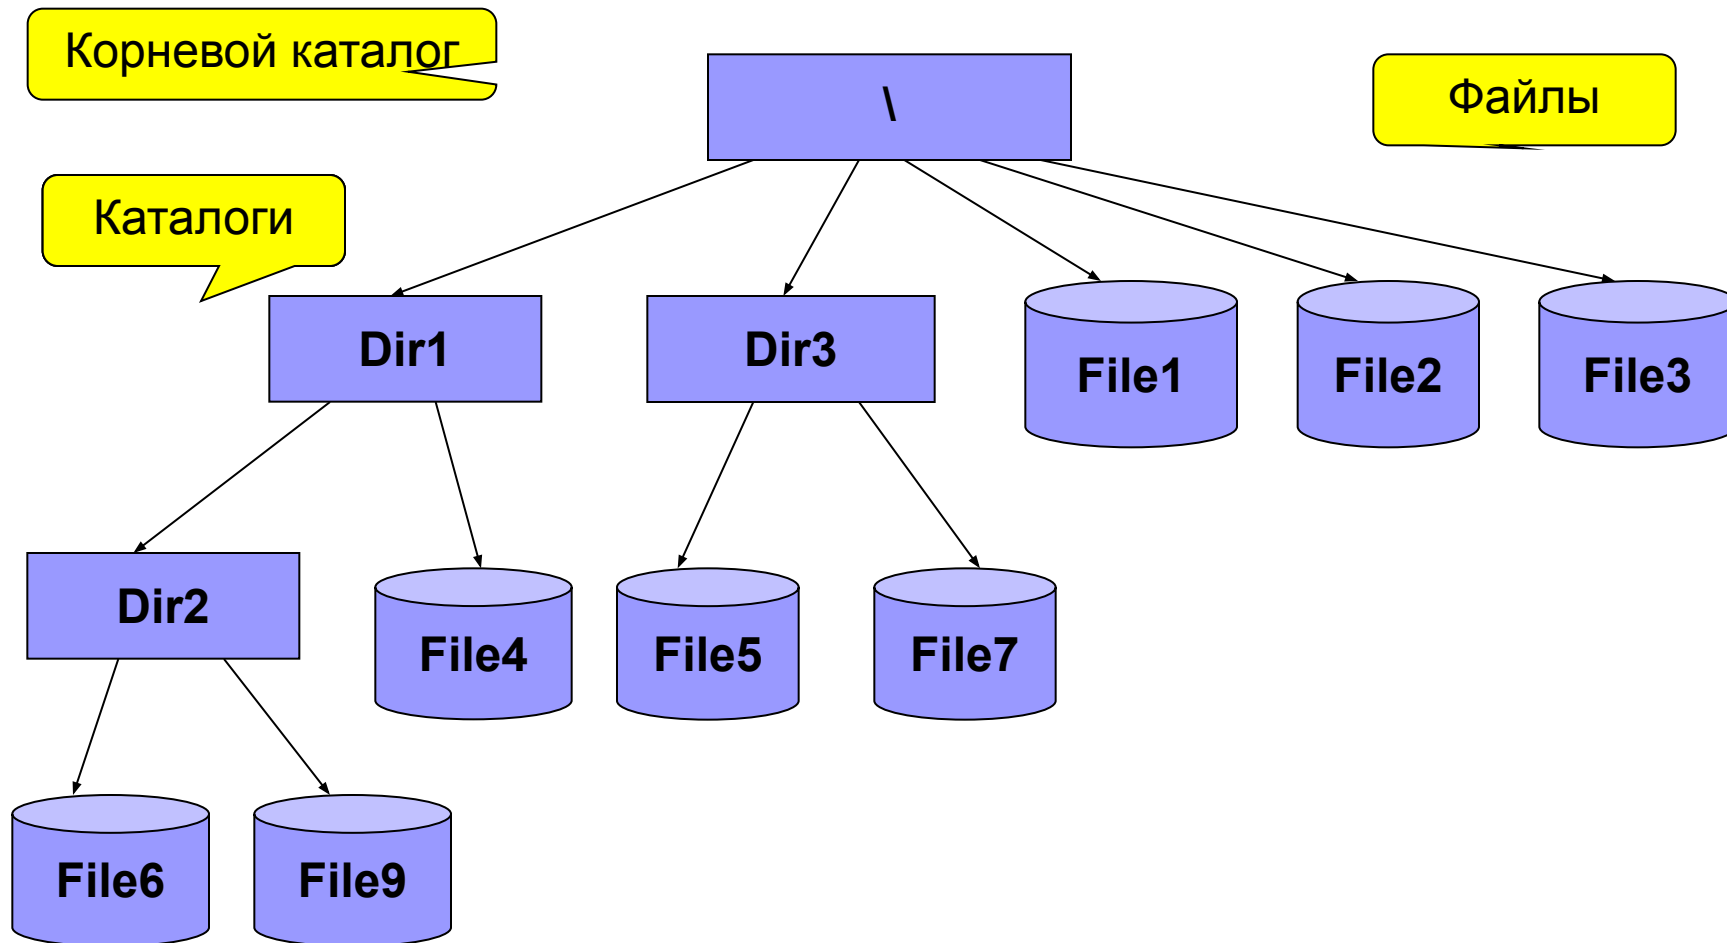 Корневой каталог
\
Файлы
Каталоги
Dir1
Dir3
File1
File2
File3
Dir2
File4
File5
File7
File6
File9